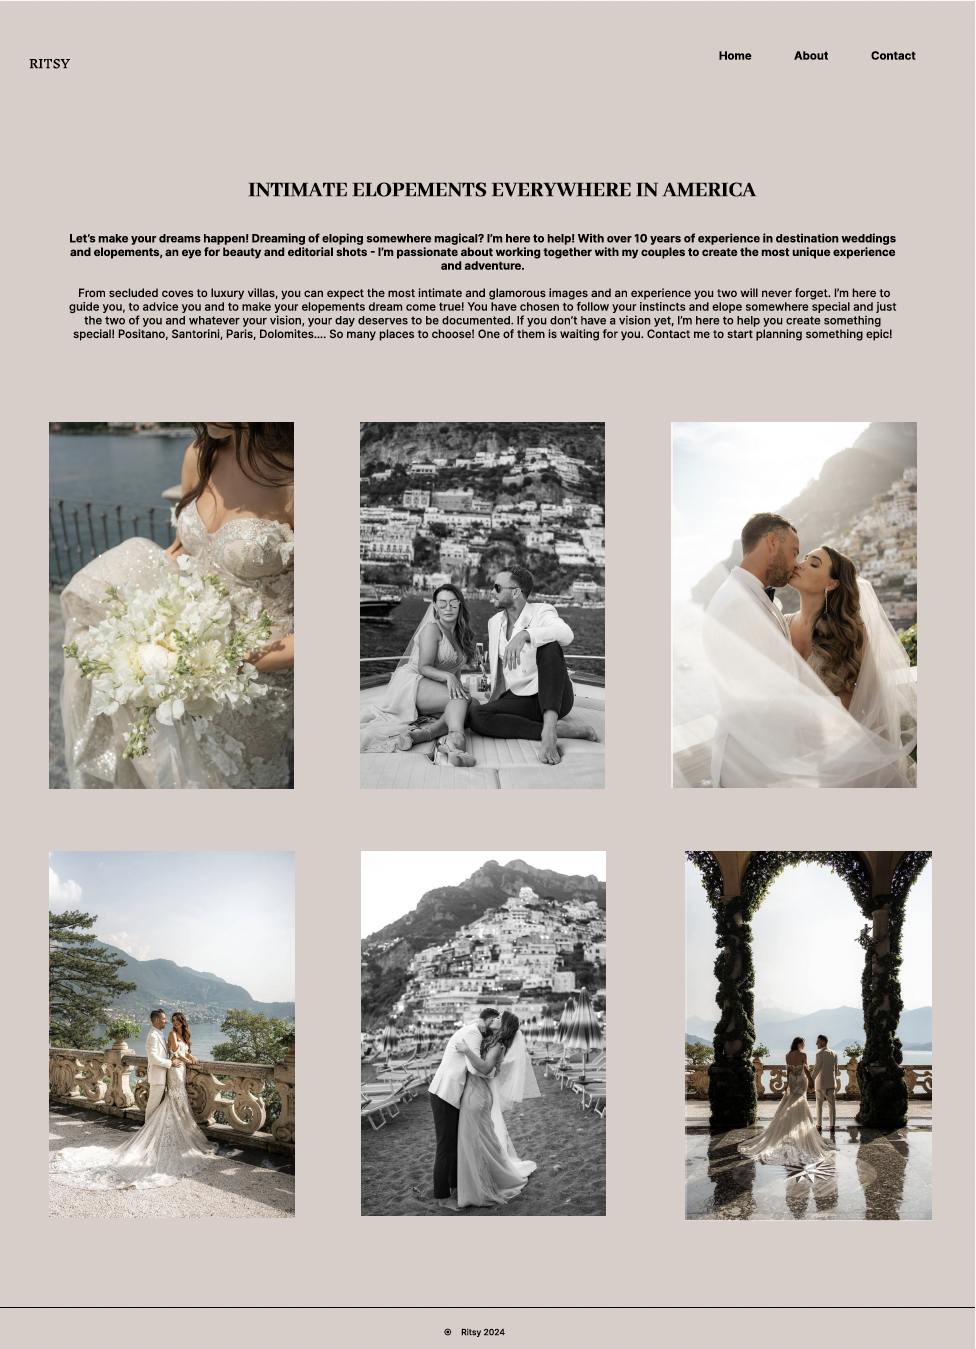 RITSY
Home About Contact
INTIMATE ELOPEMENTS EVERYWHERE IN AMERICA
Let’s make your dreams happen! Dreaming of eloping somewhere magical? I’m here to help! With over 10 years of experience in destination weddings
and elopements, an eye for beauty and editorial shots - I’m passionate about working together with my couples to create the most unique experience
and adventure.
From secluded coves to luxury villas, you can expect the most intimate and glamorous images and an experience you two will never forget. I’m here to
guide you, to advice you and to make your elopements dream come true! You have chosen to follow your instincts and elope somewhere special and just
the two of you and whatever your vision, your day deserves to be documented. If you don’t have a vision yet, I’m here to help you create something
special! Positano, Santorini, Paris, Dolomites.... So many places to choose! One of them is waiting for you. Contact me to start planning something epic!
© Ritsy 2024